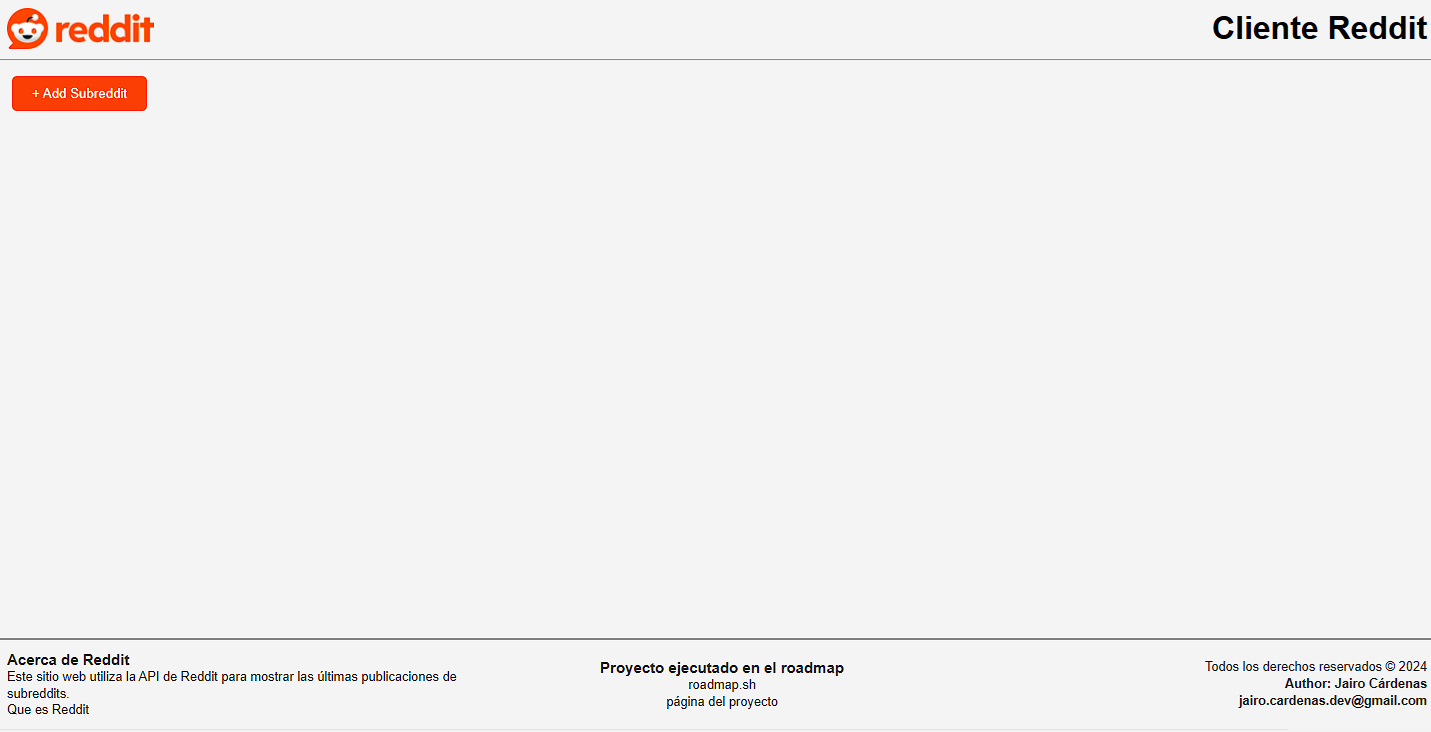 reddit
Cliente Reddit
+ Add Subreddit
Acerca de Reddit
Este sitio web utiliza la API de Reddit para mostrar las últimas publicaciones de
subreddits.
Que es Reddit
Proyecto ejecutado en el roadmap
roadmap.sh
página del proyecto
Todos los derechos reservados © 2024
Author: Jairo Cárdenas
jairo.cardenas.dev@gmail.com